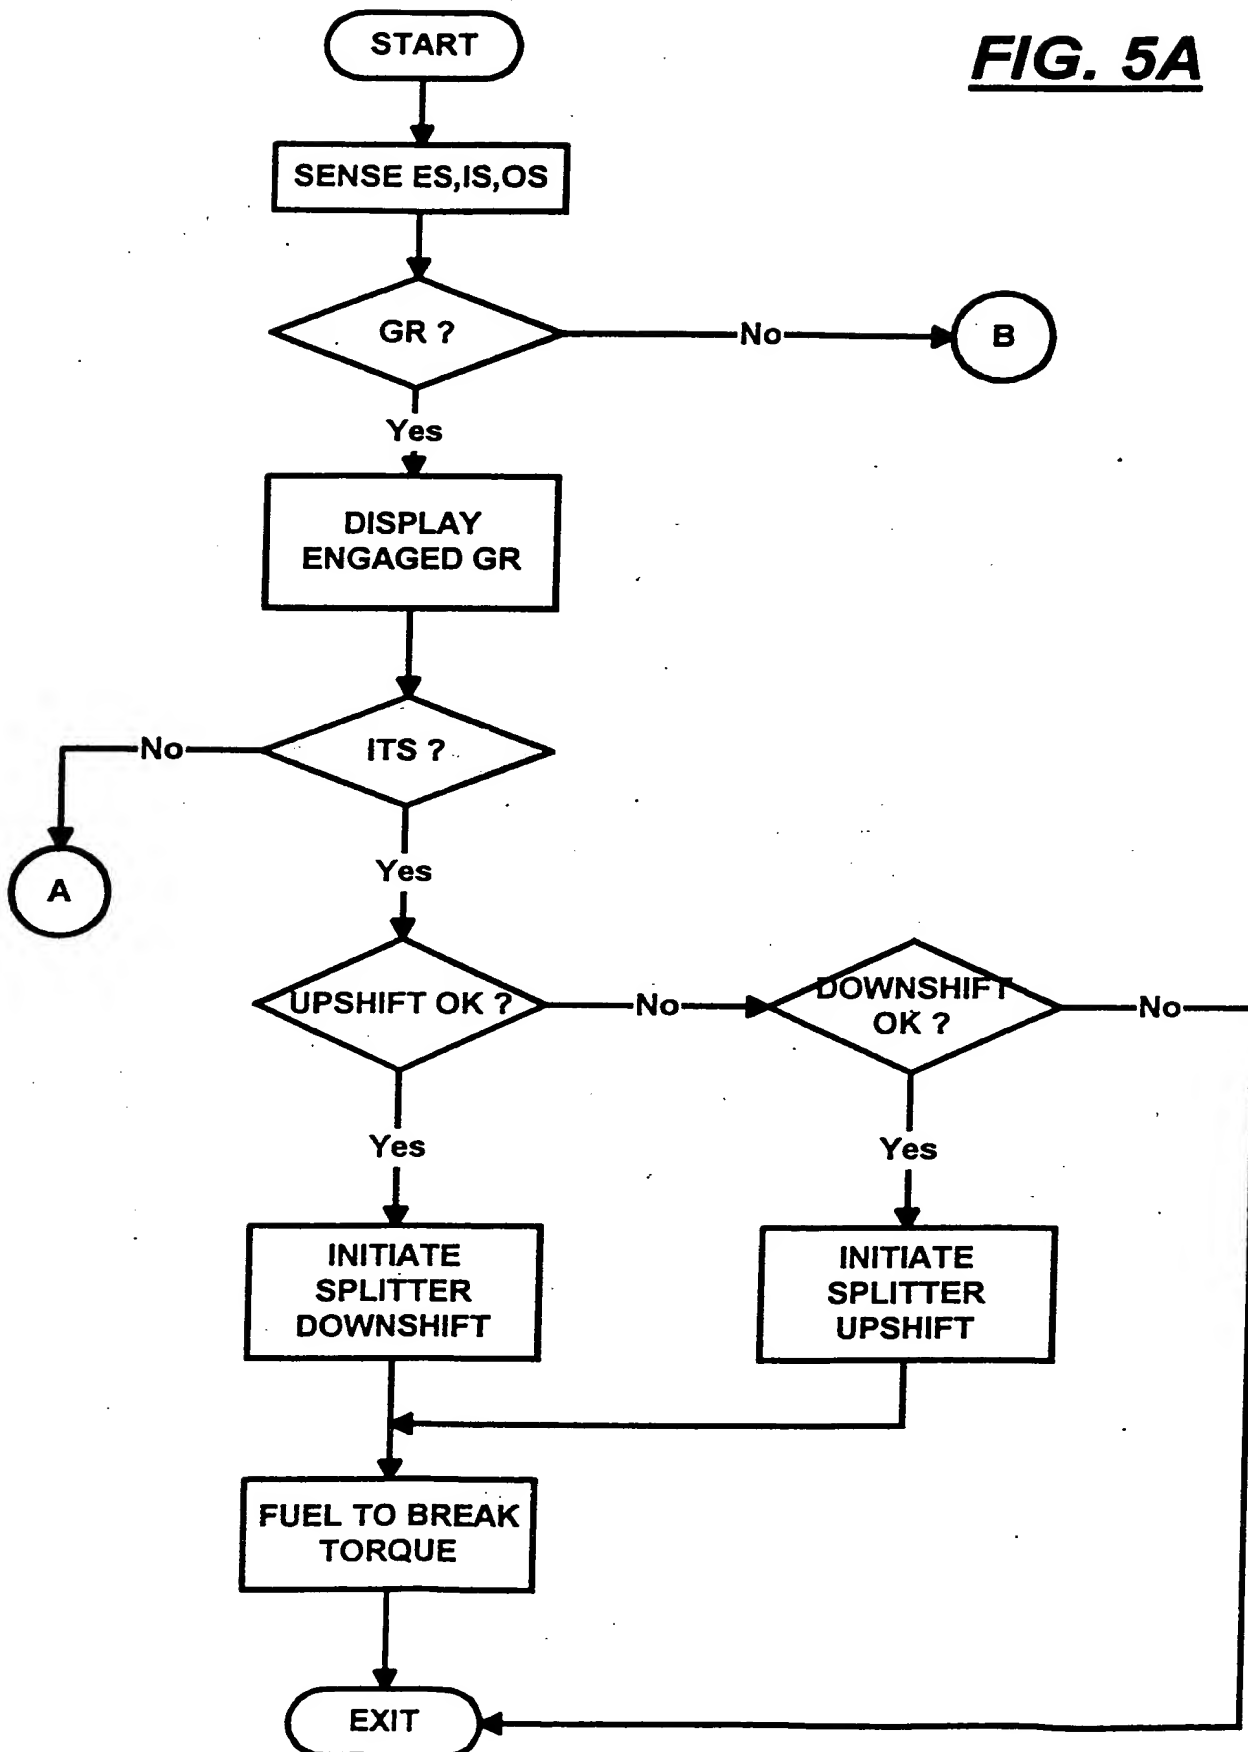 FIG. 5A
START
SENSE ES,IS,OS
GR ?
No
B
Yes
DISPLAY
ENGAGED GR
ITS ?
No
A
Yes
UPSHIFT OK ?
No
DOWNSHIFT
OK ?
No
Yes
Yes
INITIATE
SPLITTER
DOWNSHIFT
INITIATE
SPLITTER
UPSHIFT
FUEL TO BREAK
TORQUE
EXIT